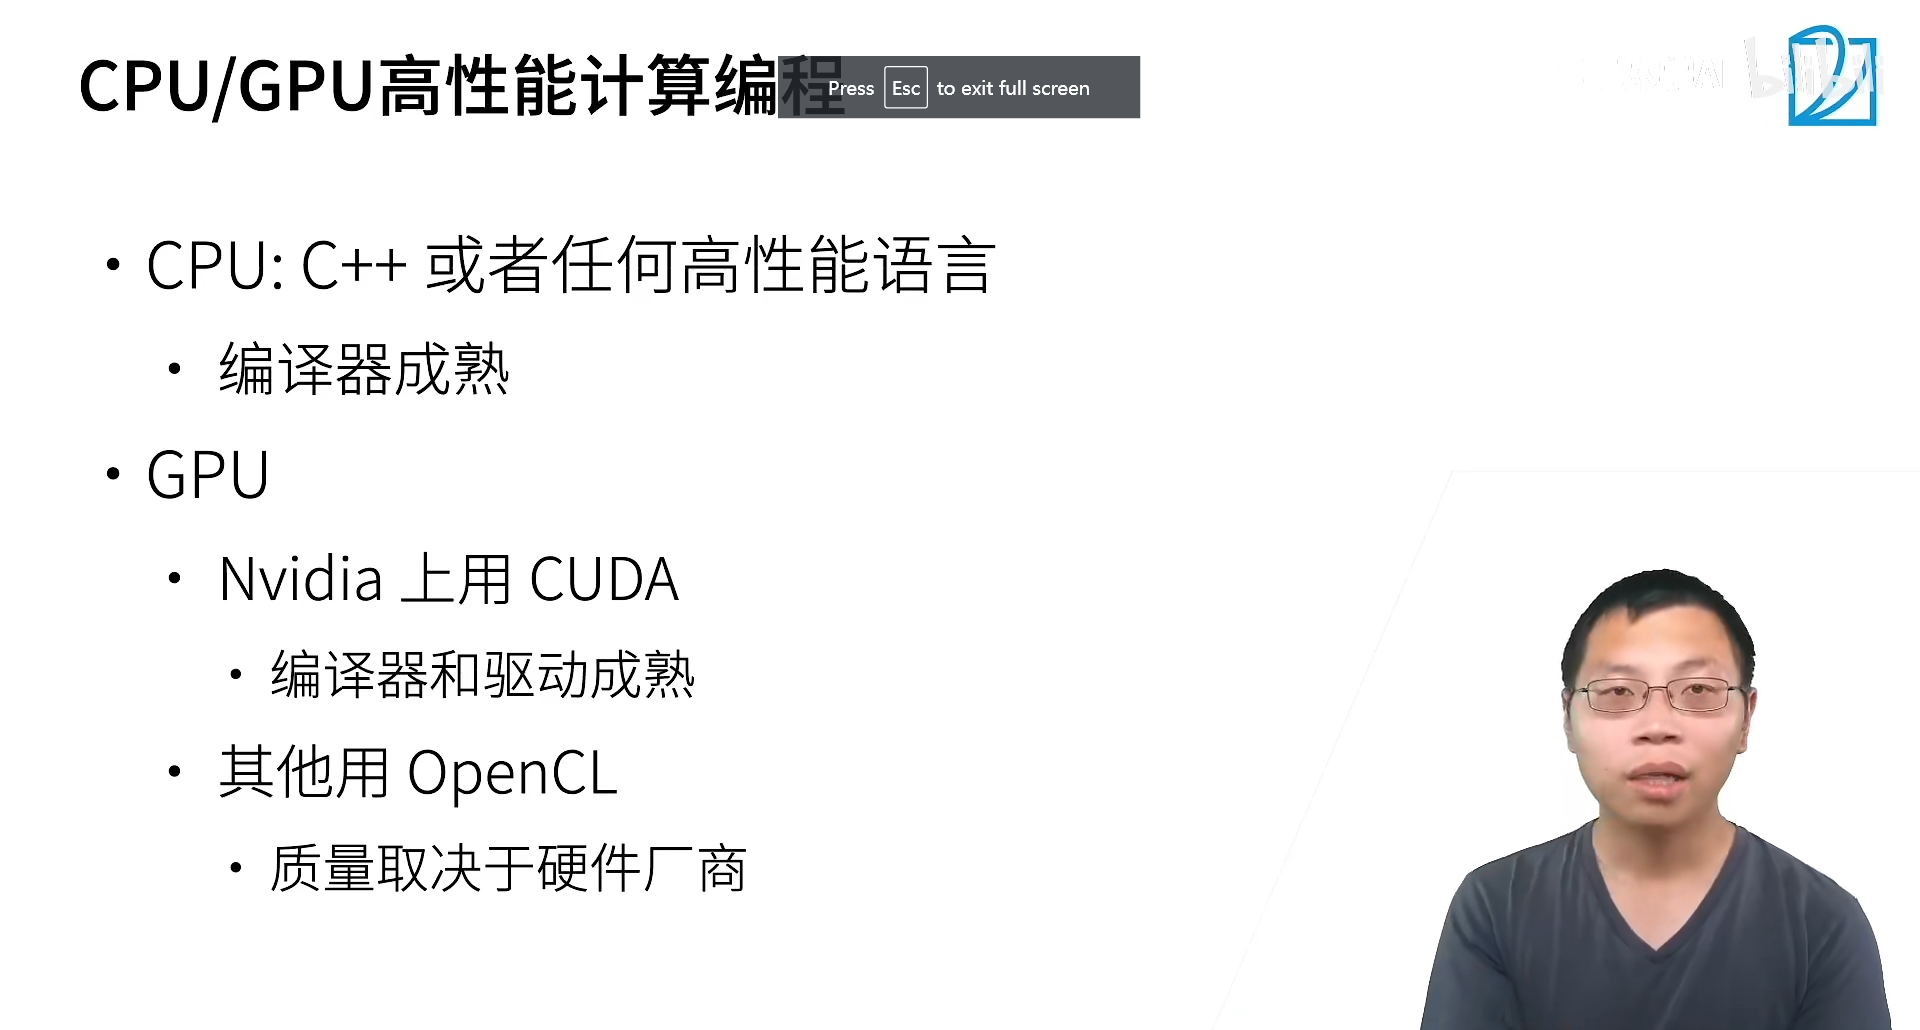 CPU/GPU高性能计算编程
Press Esc to exit full screen
bilibili
• CPU: C++ 或者任何高性能语言
• 编译器成熟
• GPU
• Nvidia 上用 CUDA
• 编译器和驱动成熟
• 其他用 OpenCL
• 质量取决于硬件厂商